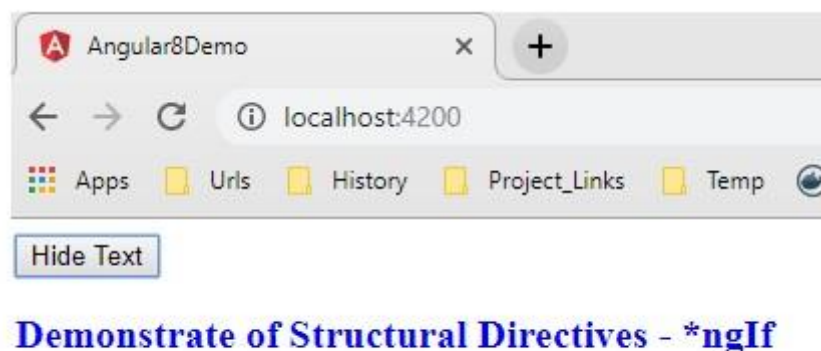 Angular8Demo
localhost:4200
Apps Urls History Project_Links Temp
Hide Text
Demonstrate of Structural Directives - *ngIf